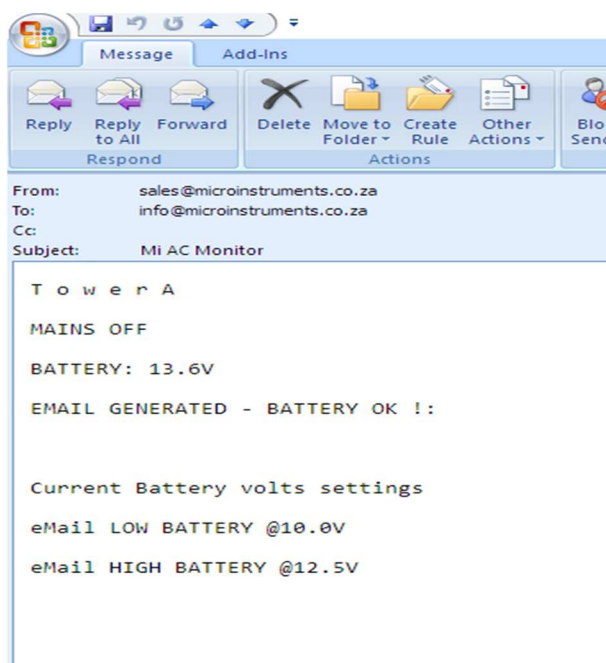 Message Add-Ins
Reply Reply to All Forward Delete Move to Folder Create Rule Other Actions
Respond Actions
From: sales@microinstruments.co.za
To: info@microinstruments.co.za
Cc:
Subject: Mi AC Monitor
T o w e r A
MAINS OFF
BATTERY: 13.6V
EMAIL GENERATED - BATTERY OK !:
Current Battery volts settings
eMail LOW BATTERY @10.0V
eMail HIGH BATTERY @12.5V